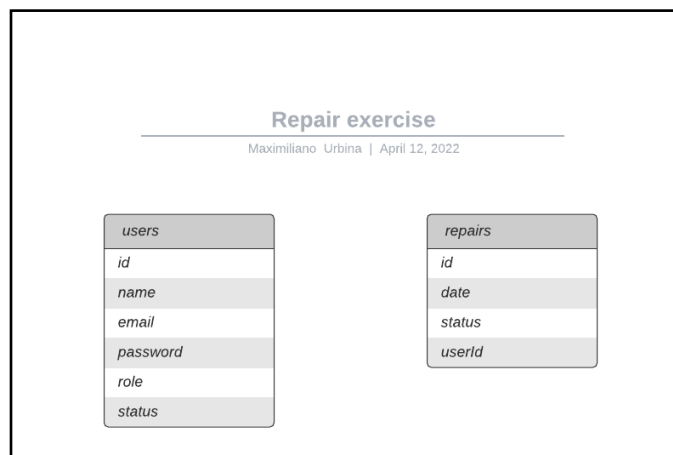 Repair exercise
Maximiliano Urbina | April 12, 2022
users
id
name
email
password
role
status
repairs
id
date
status
userId